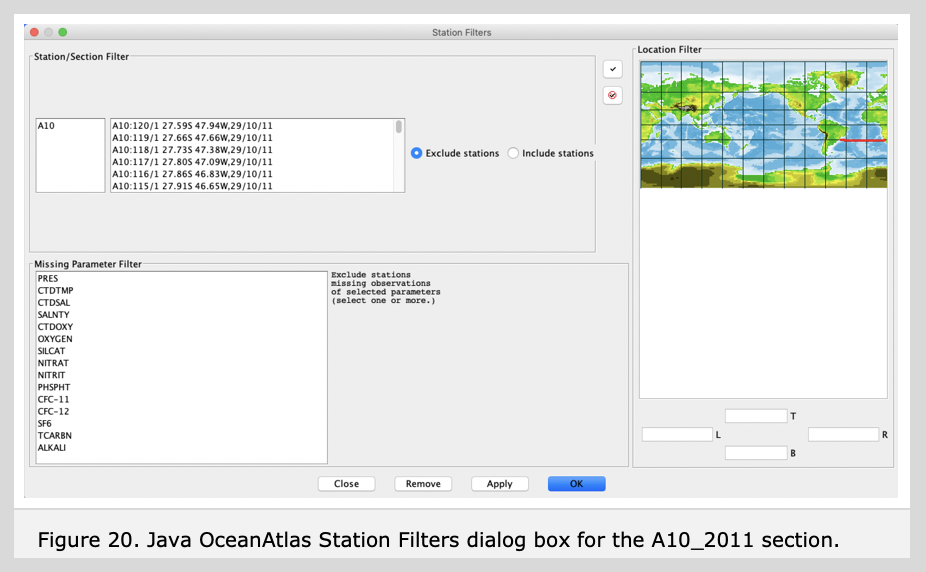 Station Filters
Station/Section Filter
A10
A10:120/1 27.59S 47.94W,29/10/11
A10:119/1 27.66S 47.66W,29/10/11
A10:118/1 27.73S 47.38W,29/10/11
A10:117/1 27.80S 47.09W,29/10/11
A10:116/1 27.86S 46.83W,29/10/11
A10:115/1 27.91S 46.65W,29/10/11
Exclude stations
Include stations
Location Filter
Missing Parameter Filter
PRES
CTDTMP
CTDSAL
SALNTY
CTDOXY
OXYGEN
SILCAT
NITRAT
NITRIT
PHSPHT
CFC-11
CFC-12
SF6
TCARBN
ALKALI
Exclude stations
missing observations
of selected parameters
(select one or more.)
T
L
R
B
Close
Remove
Apply
OK
Figure 20. Java OceanAtlas Station Filters dialog box for the A10_2011 section.